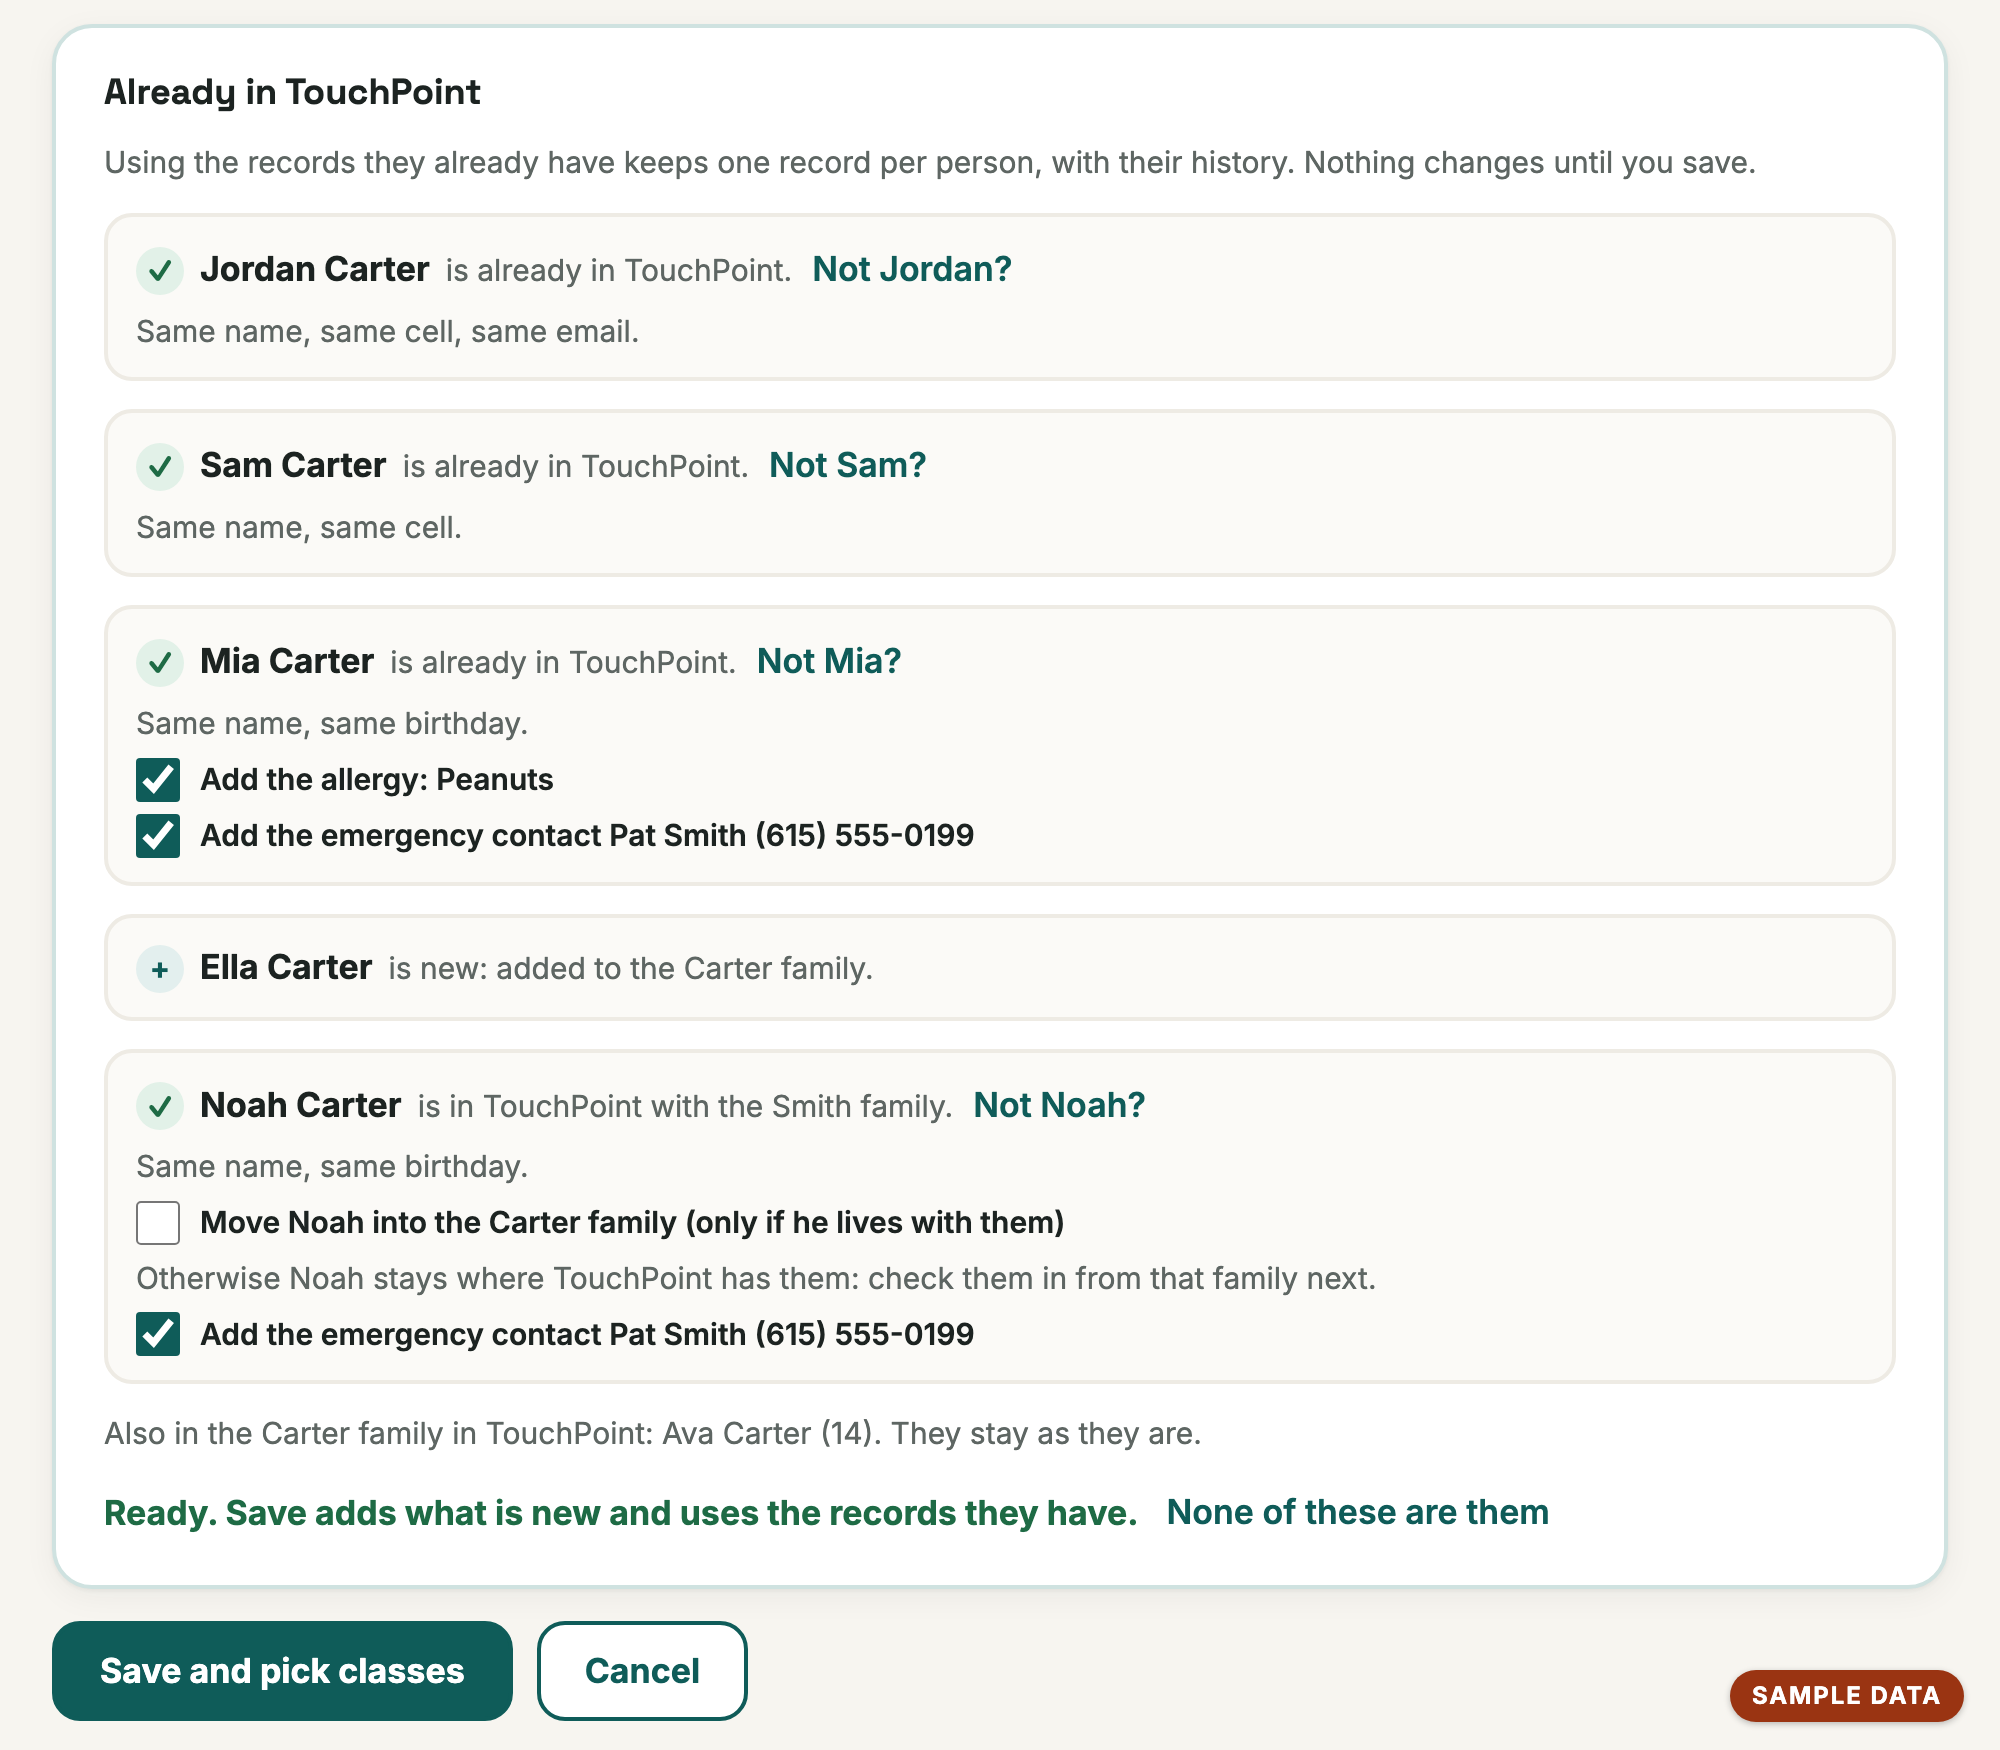 Already in TouchPoint
Using the records they already have keeps one record per person, with their history. Nothing changes until you save.
Jordan Carter is already in TouchPoint. Not Jordan?
Same name, same cell, same email.
Sam Carter is already in TouchPoint. Not Sam?
Same name, same cell.
Mia Carter is already in TouchPoint. Not Mia?
Same name, same birthday.
Add the allergy: Peanuts
Add the emergency contact Pat Smith (615) 555-0199
+ Ella Carter is new: added to the Carter family.
Noah Carter is in TouchPoint with the Smith family. Not Noah?
Same name, same birthday.
Move Noah into the Carter family (only if he lives with them)
Otherwise Noah stays where TouchPoint has them: check them in from that family next.
Add the emergency contact Pat Smith (615) 555-0199
Also in the Carter family in TouchPoint: Ava Carter (14). They stay as they are.
Ready. Save adds what is new and uses the records they have. None of these are them
Save and pick classes Cancel
SAMPLE DATA